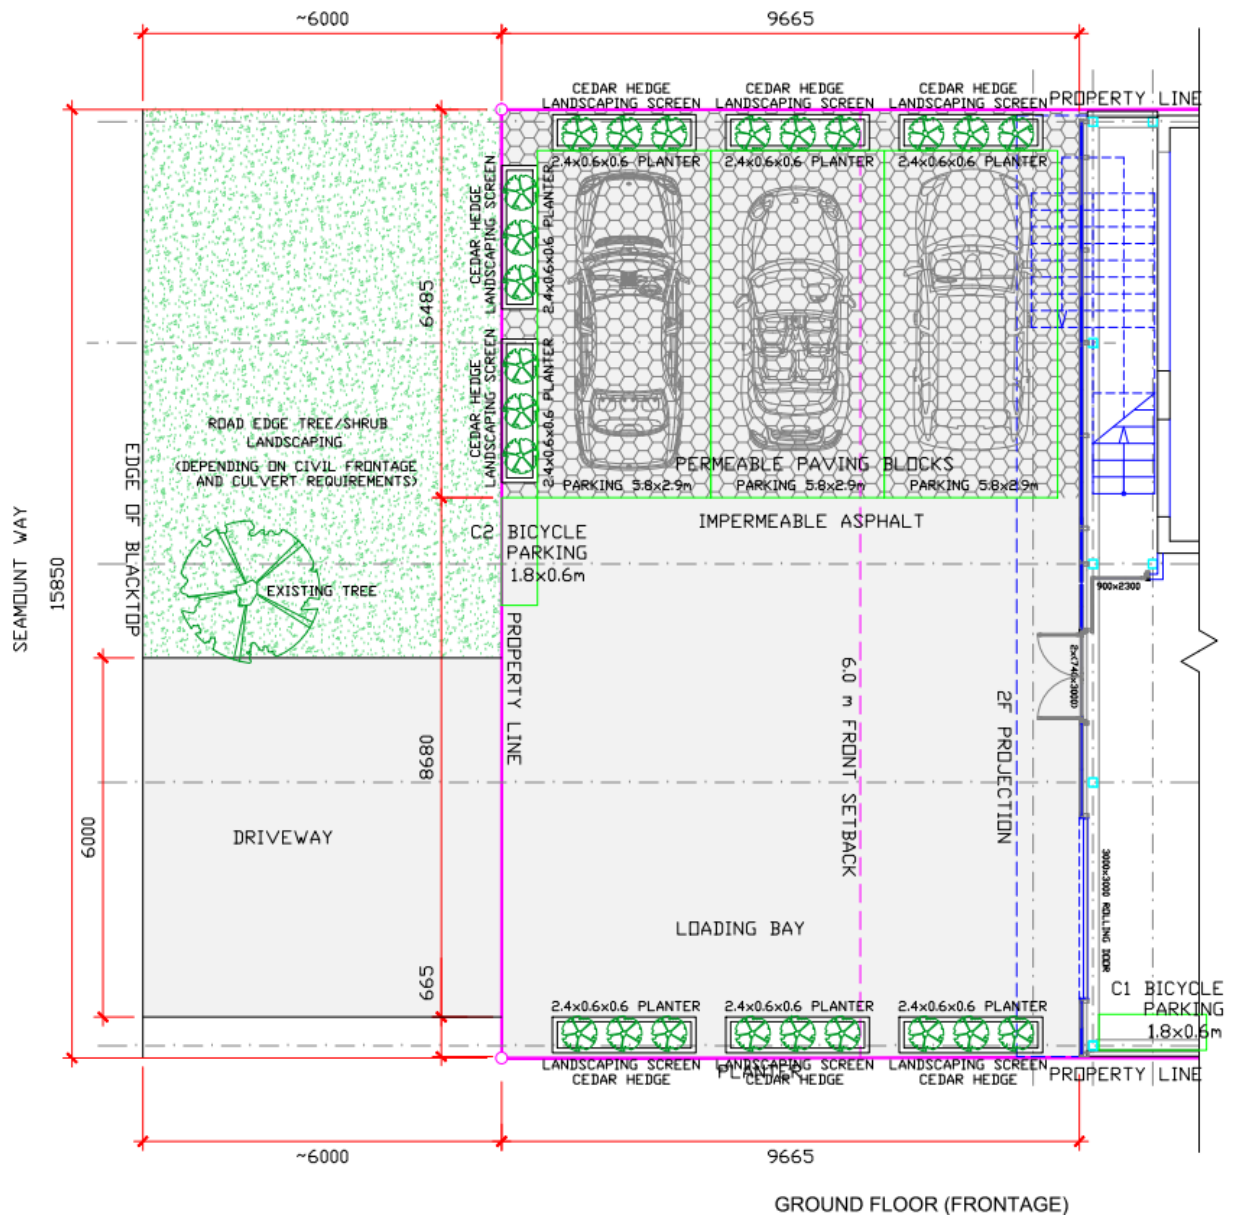 ~6000
9665
CEDAR HEDGE
LANDSCAPING SCREEN
CEDAR HEDGE
LANDSCAPING SCREEN
CEDAR HEDGE
LANDSCAPING SCREEN
PROPERTY LINE
2.4x0.6x0.6 PLANTER
2.4x0.6x0.6 PLANTER
2.4x0.6x0.6 PLANTER
CEDAR HEDGE
LANDSCAPING SCREEN
2.4x0.6x0.6 PLANTER
6485
CEDAR HEDGE
LANDSCAPING SCREEN
2.4x0.6x0.6 PLANTER
ROAD EDGE TREE/SHRUB
LANDSCAPING
(DEPENDING ON CIVIL FRONTAGE
AND CULVERT REQUIREMENTS)
PERMEABLE PAVING BLOCKS
PARKING 5.8x2.9m
PARKING 5.8x2.9m
PARKING 5.8x2.9m
IMPERMEABLE ASPHALT
C2 BICYCLE
PARKING
1.8x0.6m
SEAMOUNT WAY
15850
EDGE OF BLACKTOP
EXISTING TREE
900x2300
2x(746x3000)
PROPERTY LINE
6.0 m FRONT SETBACK
2F PROJECTION
8680
6000
DRIVEWAY
3000x3000 ROLLING DOOR
LOADING BAY
665
C1 BICYCLE
PARKING
1.8x0.6m
2.4x0.6x0.6 PLANTER
2.4x0.6x0.6 PLANTER
2.4x0.6x0.6 PLANTER
LANDSCAPING SCREEN
CEDAR HEDGE
LANDSCAPING SCREEN
PLANTER
CEDAR HEDGE
LANDSCAPING SCREEN
CEDAR HEDGE
PROPERTY LINE
~6000
9665
GROUND FLOOR (FRONTAGE)